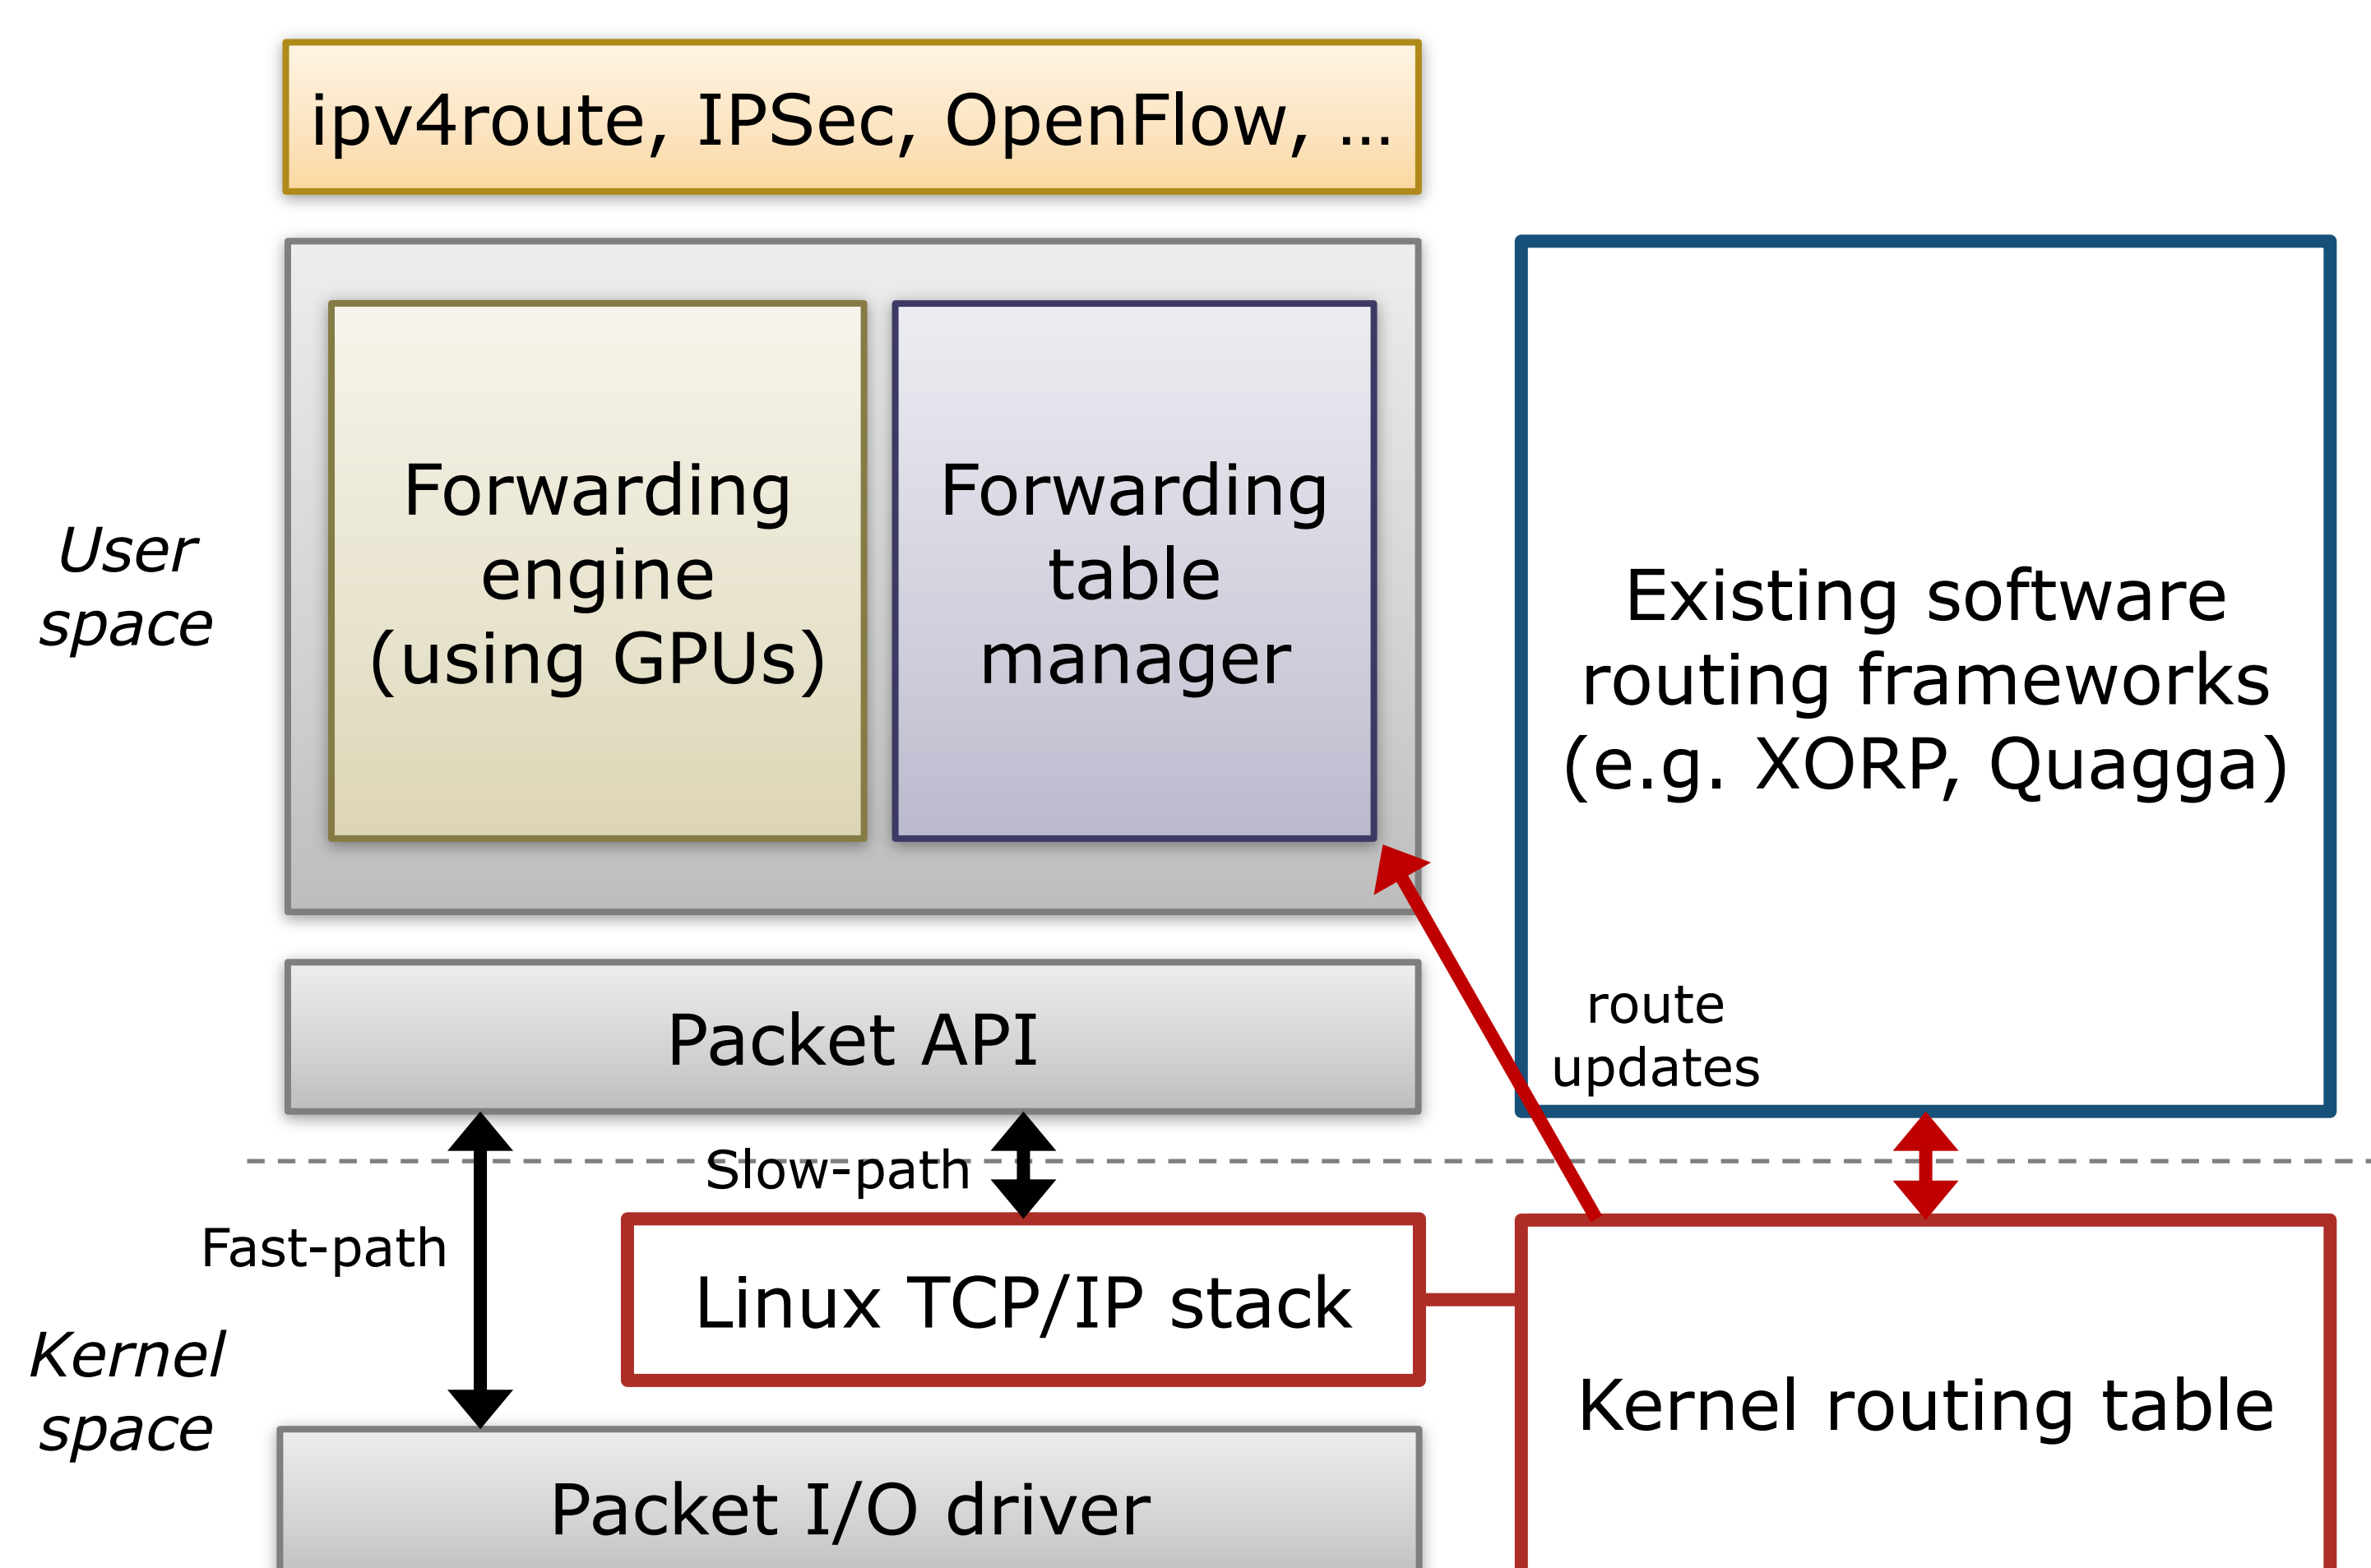 ipv4route, IPSec, OpenFlow, ...
User
space
Forwarding
engine
(using GPUs)
Forwarding
table
manager
Existing software
routing frameworks
(e.g. XORP, Quagga)
route
updates
Packet API
Slow-path
Fast-path
Linux TCP/IP stack
Kernel
space
Kernel routing table
Packet I/O driver